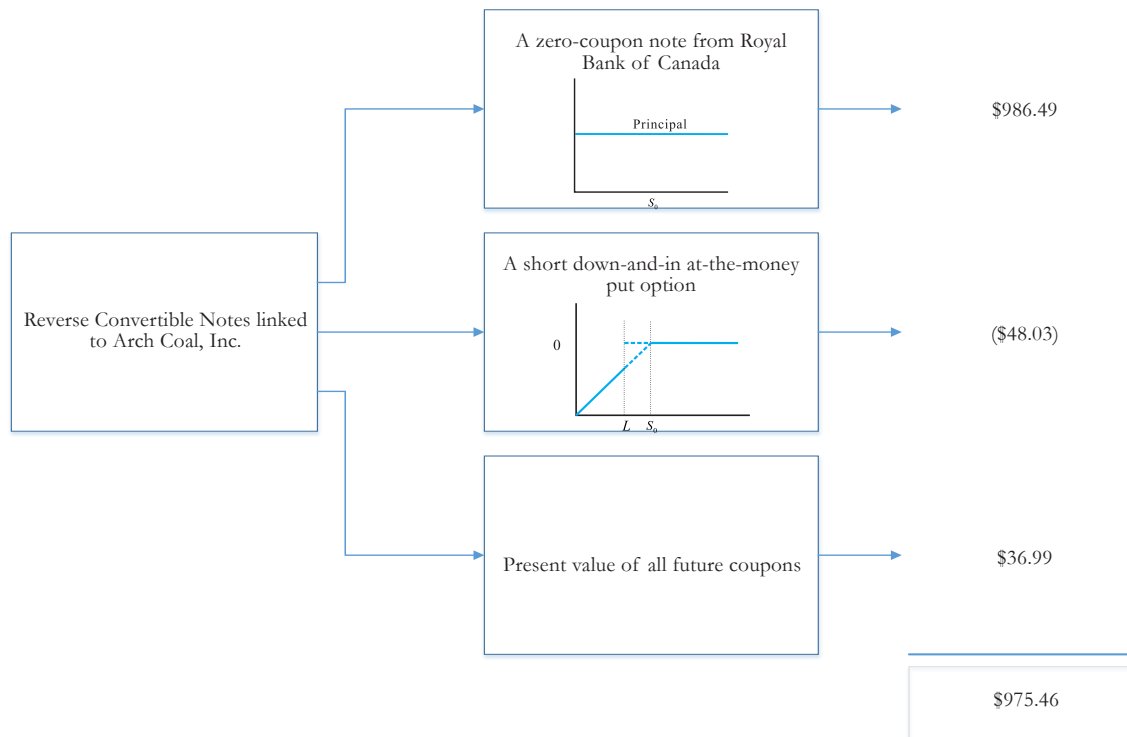 A zero-coupon note from Royal
Bank of Canada
Principal
S₀
$986.49
Reverse Convertible Notes linked
to Arch Coal, Inc.
A short down-and-in at-the-money
put option
0
L S₀
($48.03)
Present value of all future coupons
$36.99
$975.46